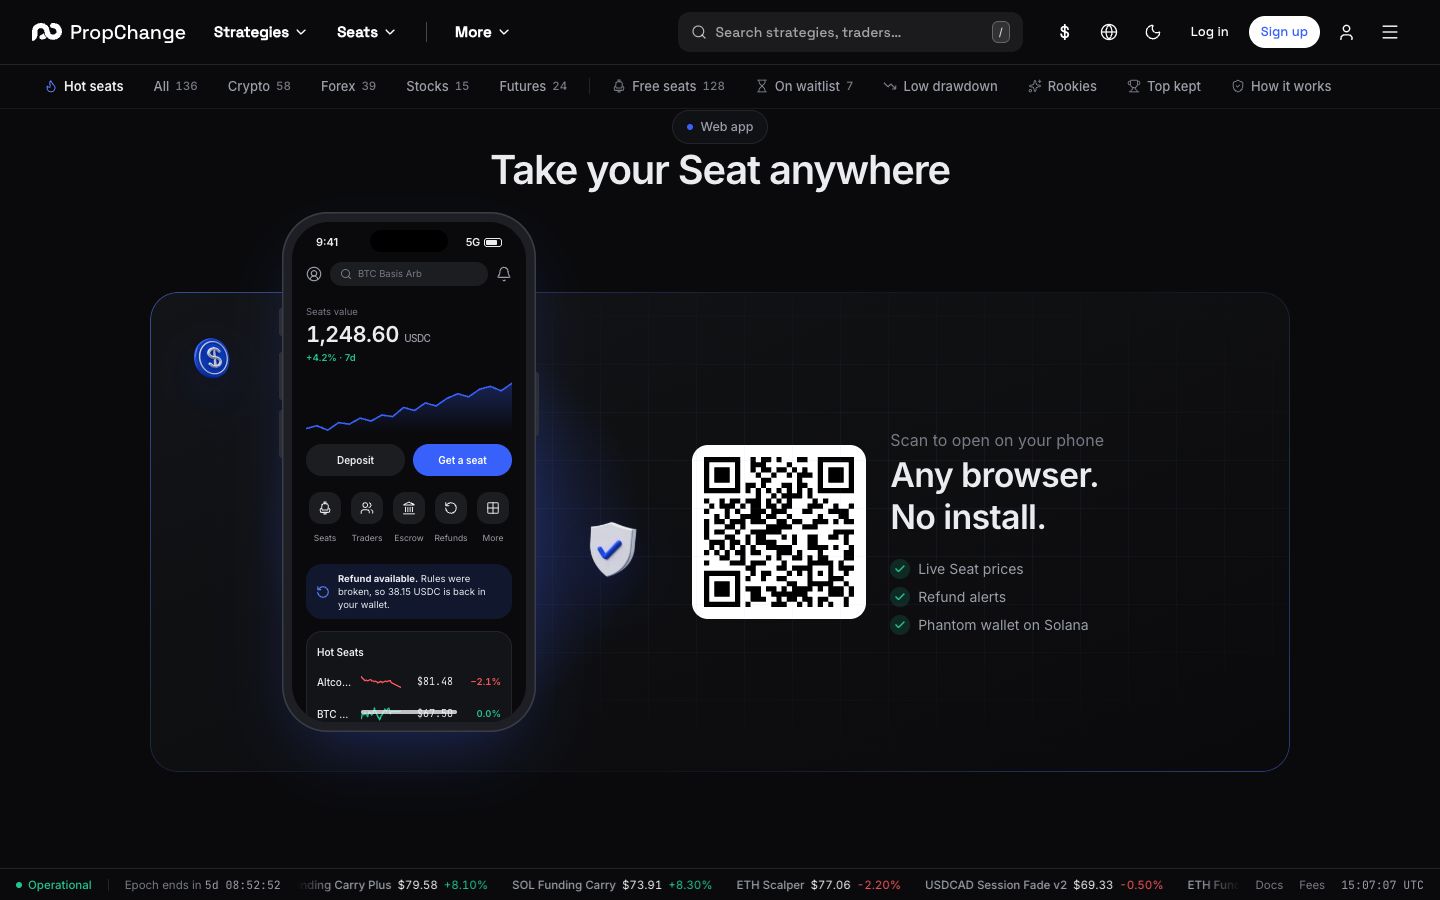 PropChange Strategies Seats More Search strategies, traders... / $ Log in Sign up
Hot seats All 136 Crypto 58 Forex 39 Stocks 15 Futures 24 Free seats 128 On waitlist 7 Low drawdown Rookies Top kept How it works
Web app
Take your Seat anywhere
9:41 5G
BTC Basis Arb
Seats value
1,248.60 USDC
+4.2% · 7d
Deposit Get a seat
Seats Traders Escrow Refunds More
Refund available. Rules were
broken, so 38.15 USDC is back in
your wallet.
Hot Seats
Altco... $81.48 −2.1%
BTC ... $67.50 0.0%
$
Scan to open on your phone
Any browser.
No install.
Live Seat prices
Refund alerts
Phantom wallet on Solana
Operational Epoch ends in 5d 08:52:52 nding Carry Plus $79.58 +8.10% SOL Funding Carry $73.91 +8.30% ETH Scalper $77.06 -2.20% USDCAD Session Fade v2 $69.33 -0.50% ETH Fun Docs Fees 15:07:07 UTC